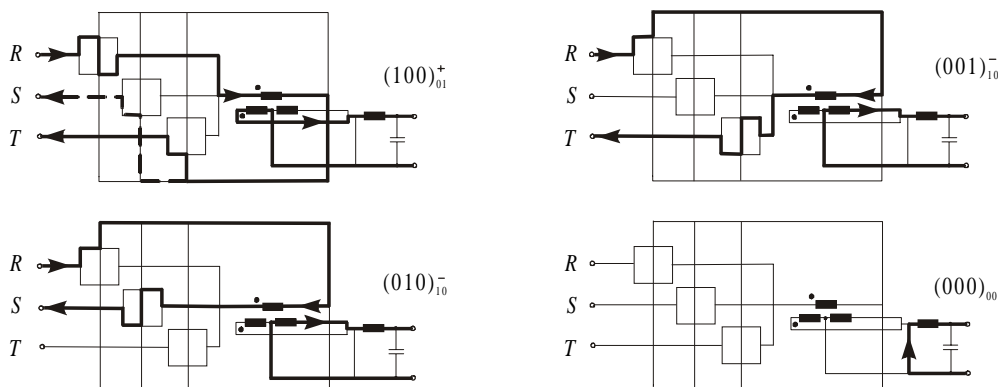 R
S
T
(100)⁺₀₁
R
S
T
(001)⁻₁₀
R
S
T
(010)⁻₁₀
R
S
T
(000)₀₀